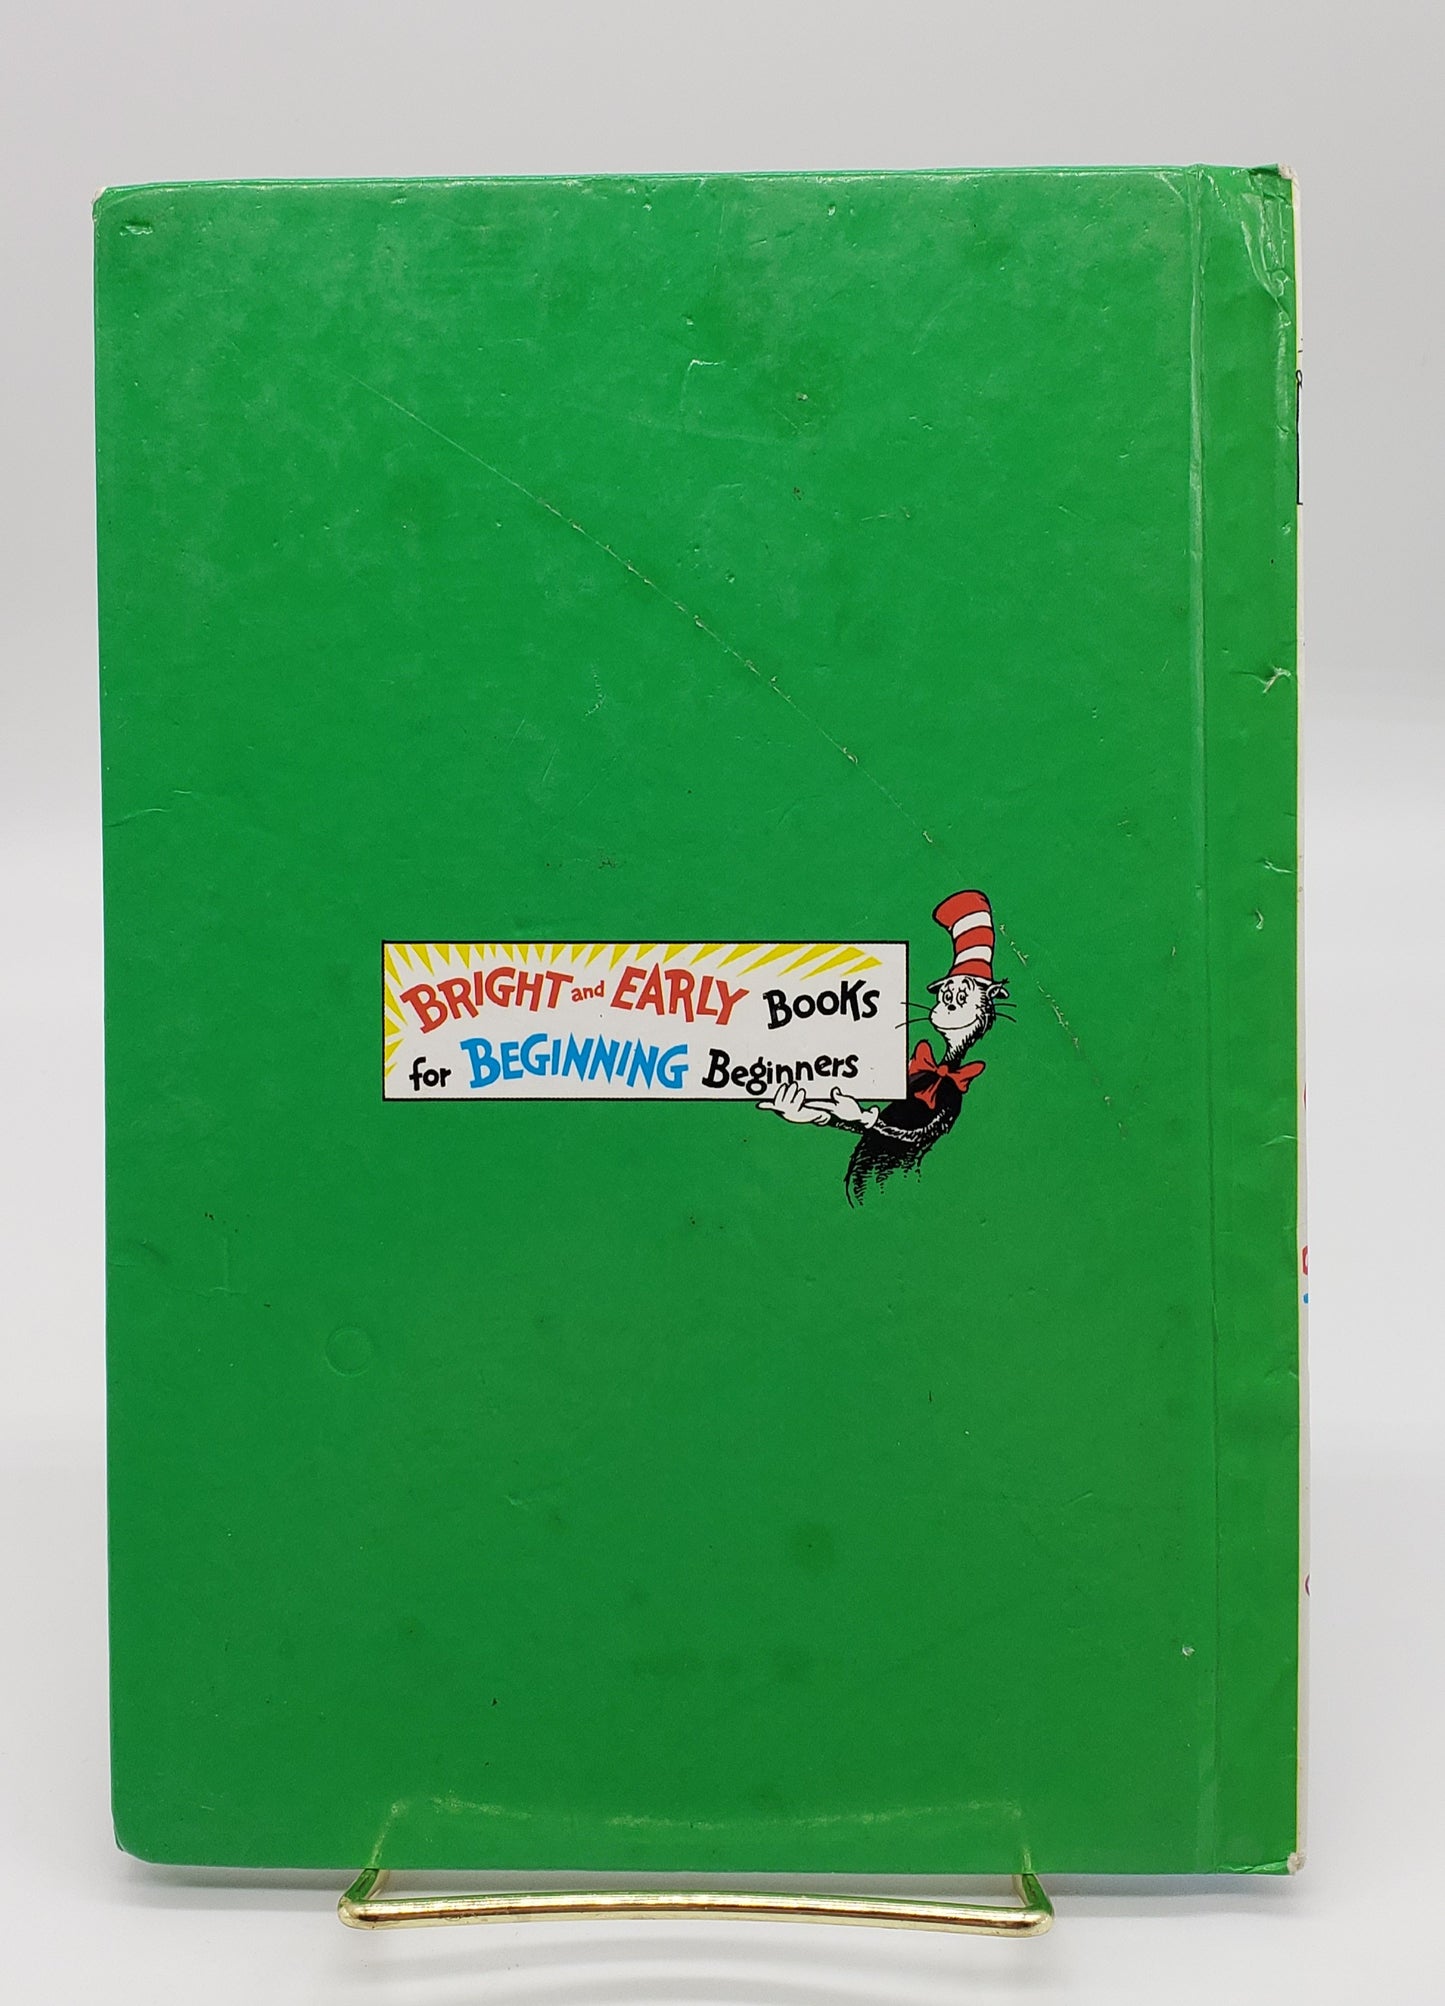 BRIGHT and EARLY BOOKS
for BEGINNING Beginners